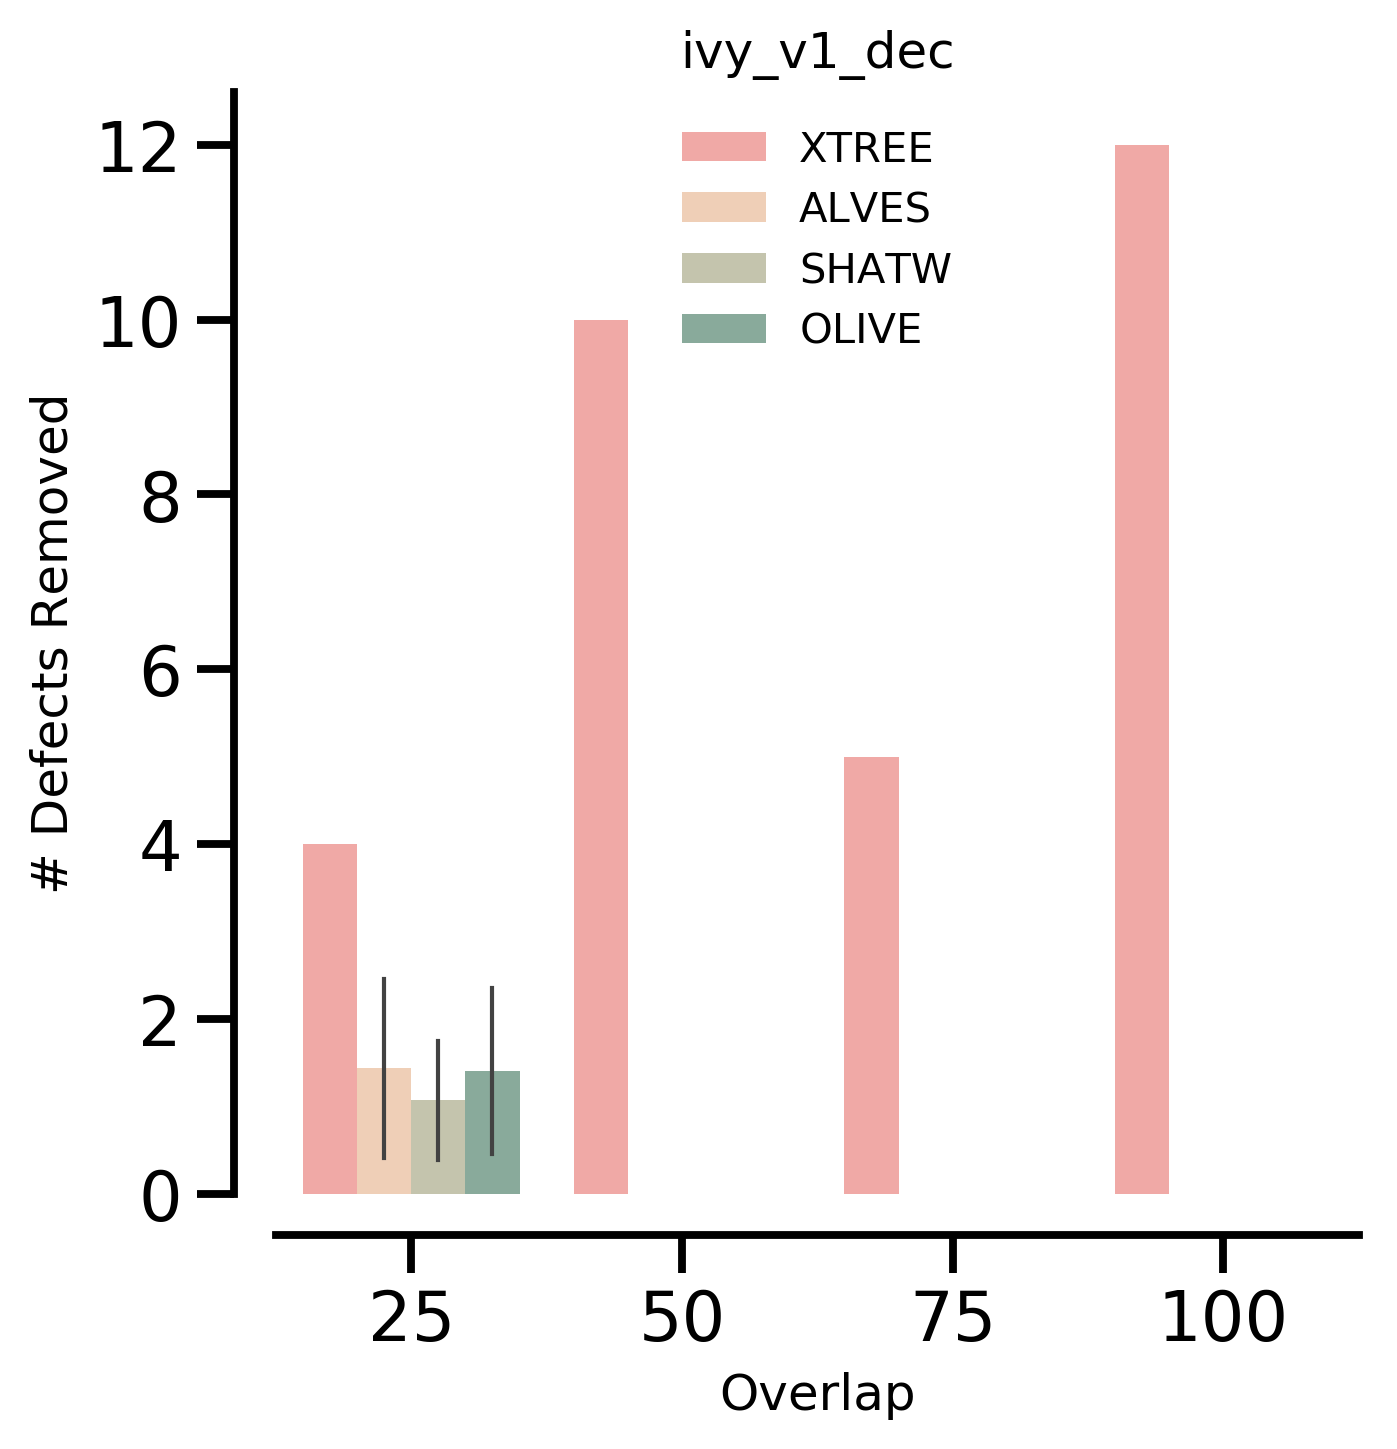 ivy_v1_dec
XTREE
ALVES
SHATW
OLIVE
12
10
8
6
4
2
0
# Defects Removed
25 50 75 100
Overlap